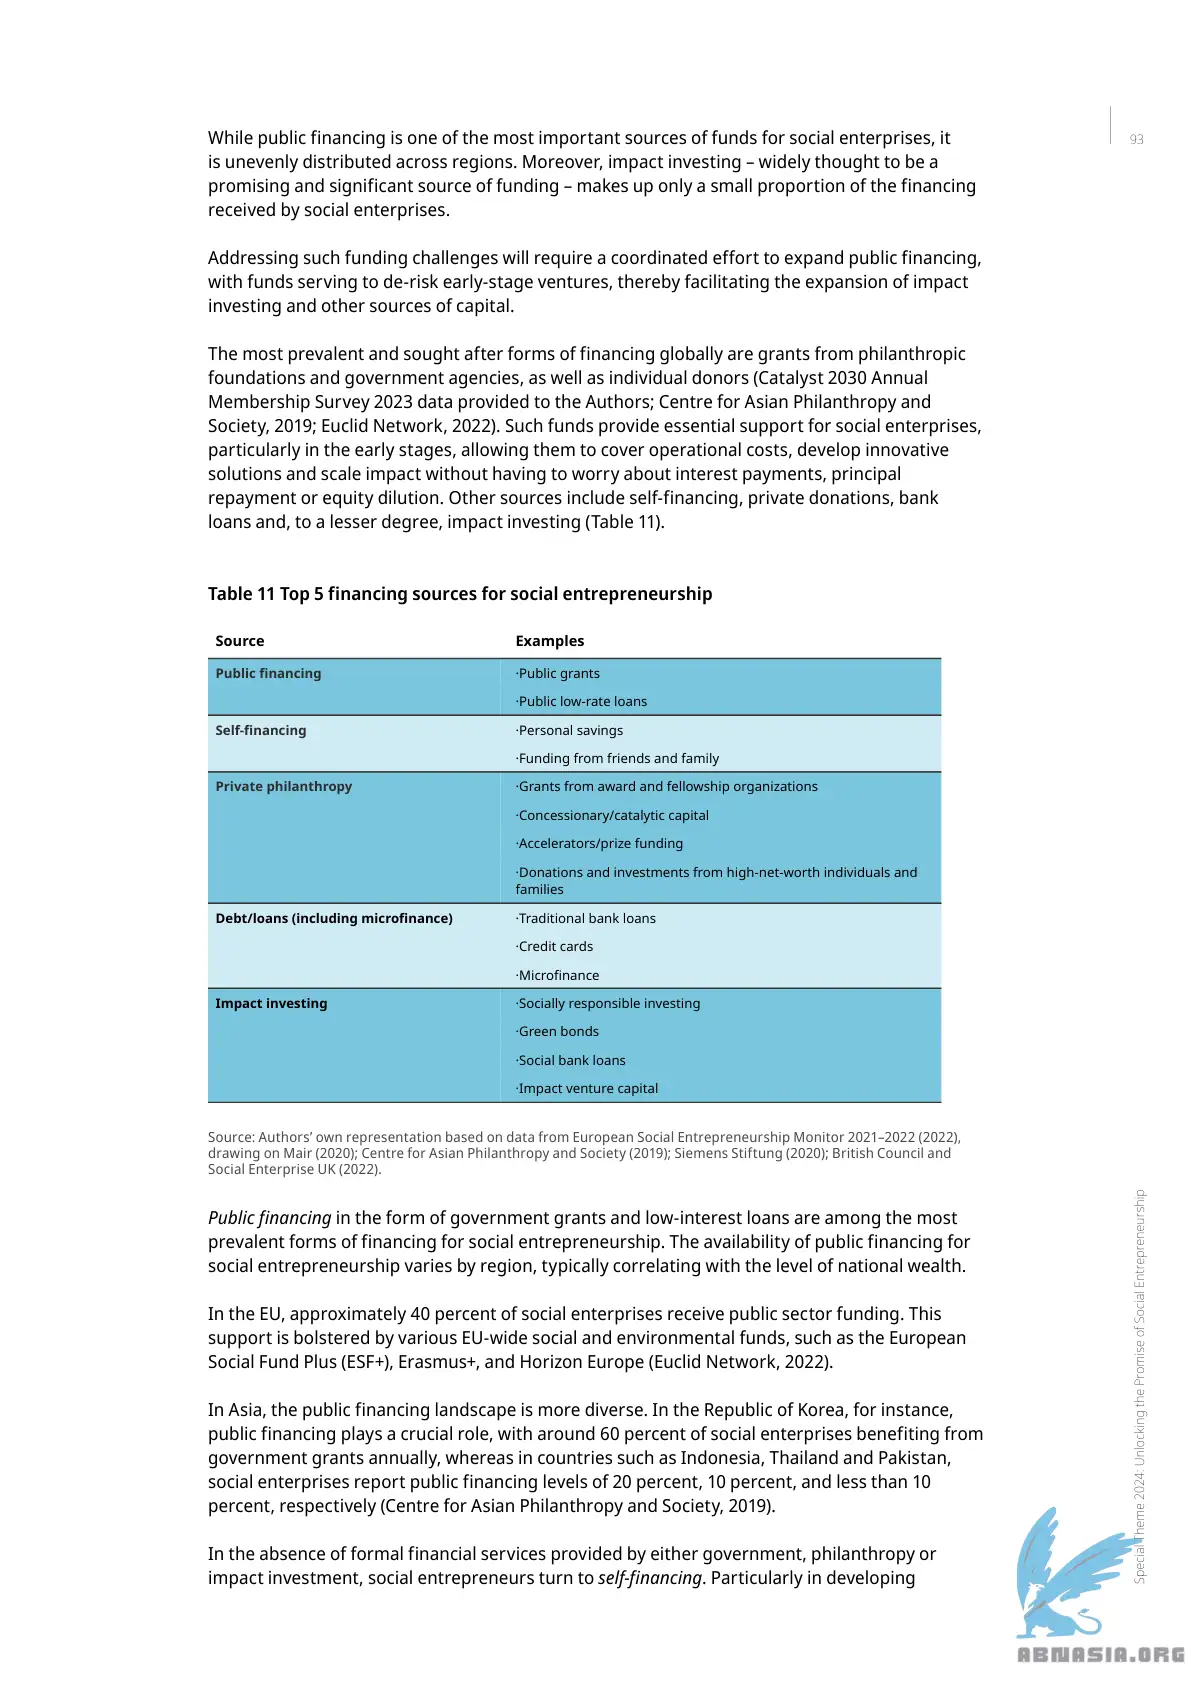 93
While public financing is one of the most important sources of funds for social enterprises, it
is unevenly distributed across regions. Moreover, impact investing – widely thought to be a
promising and significant source of funding – makes up only a small proportion of the financing
received by social enterprises.
Addressing such funding challenges will require a coordinated effort to expand public financing,
with funds serving to de-risk early-stage ventures, thereby facilitating the expansion of impact
investing and other sources of capital.
The most prevalent and sought after forms of financing globally are grants from philanthropic
foundations and government agencies, as well as individual donors (Catalyst 2030 Annual
Membership Survey 2023 data provided to the Authors; Centre for Asian Philanthropy and
Society, 2019; Euclid Network, 2022). Such funds provide essential support for social enterprises,
particularly in the early stages, allowing them to cover operational costs, develop innovative
solutions and scale impact without having to worry about interest payments, principal
repayment or equity dilution. Other sources include self-financing, private donations, bank
loans and, to a lesser degree, impact investing (Table 11).
Table 11 Top 5 financing sources for social entrepreneurship
Source Examples
Public financing ·Public grants
·Public low-rate loans
Self-financing ·Personal savings
·Funding from friends and family
Private philanthropy ·Grants from award and fellowship organizations
·Concessionary/catalytic capital
·Accelerators/prize funding
·Donations and investments from high-net-worth individuals and
families
Debt/loans (including microfinance) ·Traditional bank loans
·Credit cards
·Microfinance
Impact investing ·Socially responsible investing
·Green bonds
·Social bank loans
·Impact venture capital
Source: Authors’ own representation based on data from European Social Entrepreneurship Monitor 2021–2022 (2022),
drawing on Mair (2020); Centre for Asian Philanthropy and Society (2019); Siemens Stiftung (2020); British Council and
Social Enterprise UK (2022).
Public financing in the form of government grants and low-interest loans are among the most
prevalent forms of financing for social entrepreneurship. The availability of public financing for
social entrepreneurship varies by region, typically correlating with the level of national wealth.
In the EU, approximately 40 percent of social enterprises receive public sector funding. This
support is bolstered by various EU-wide social and environmental funds, such as the European
Social Fund Plus (ESF+), Erasmus+, and Horizon Europe (Euclid Network, 2022).
In Asia, the public financing landscape is more diverse. In the Republic of Korea, for instance,
public financing plays a crucial role, with around 60 percent of social enterprises benefiting from
government grants annually, whereas in countries such as Indonesia, Thailand and Pakistan,
social enterprises report public financing levels of 20 percent, 10 percent, and less than 10
percent, respectively (Centre for Asian Philanthropy and Society, 2019).
In the absence of formal financial services provided by either government, philanthropy or
impact investment, social entrepreneurs turn to self-financing. Particularly in developing
Special Theme 2024: Unlocking the Promise of Social Entrepreneurship
ABNASIA.ORG